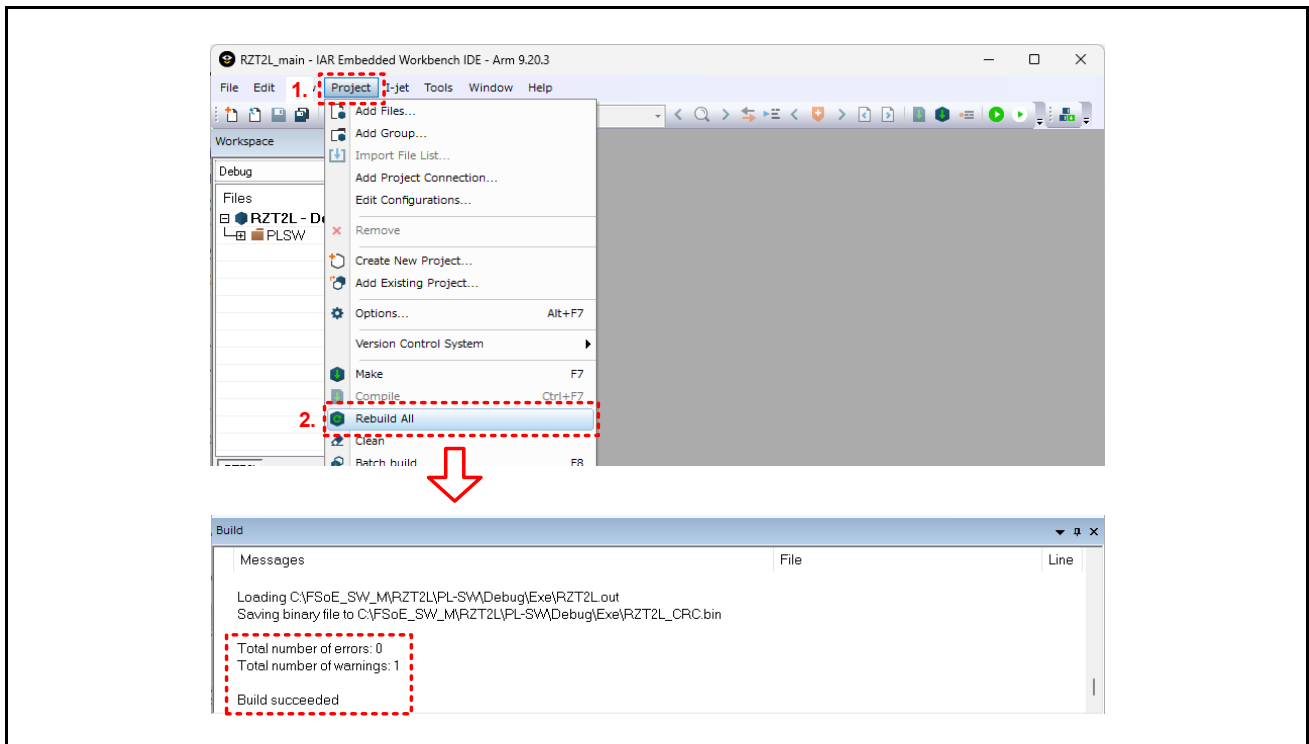 RZT2L_main - IAR Embedded Workbench IDE - Arm 9.20.3
File Edit 1. Project I-jet Tools Window Help
Add Files...
Workspace
Add Group...
Import File List...
Debug
Add Project Connection...
Files
Edit Configurations...
RZT2L - De
Remove
PLSW
Create New Project...
Add Existing Project...
Options... Alt+F7
Version Control System
Make F7
Compile Ctrl+F7
2. Rebuild All
Clean
Batch build F8
Build
Messages File Line
Loading C:\FSoE_SW_M\RZT2L\PL-SW\Debug\Exe\RZT2L.out
Saving binary file to C:\FSoE_SW_M\RZT2L\PL-SW\Debug\Exe\RZT2L_CRC.bin
Total number of errors: 0
Total number of warnings: 1
Build succeeded